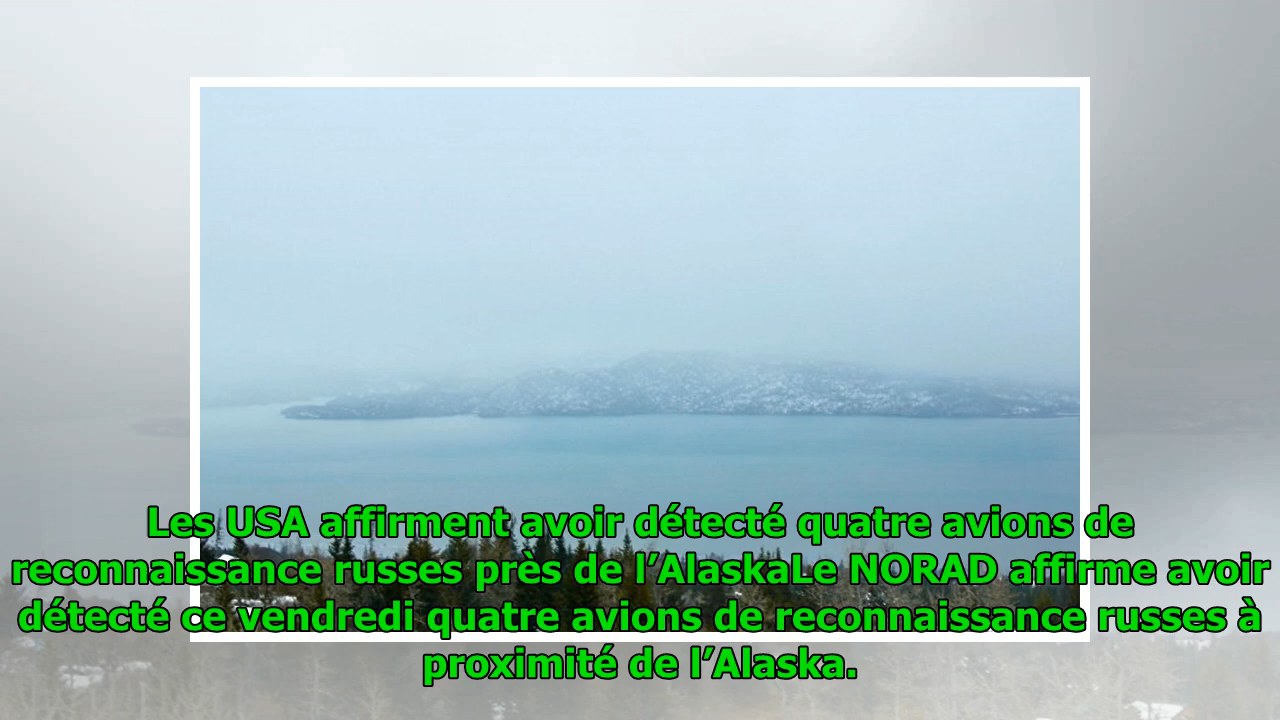 Les USA affirment avoir détecté quatre avions de
reconnaissance russes près de l’AlaskaLe NORAD affirme avoir
détecté ce vendredi quatre avions de reconnaissance russes à
proximité de l’Alaska.